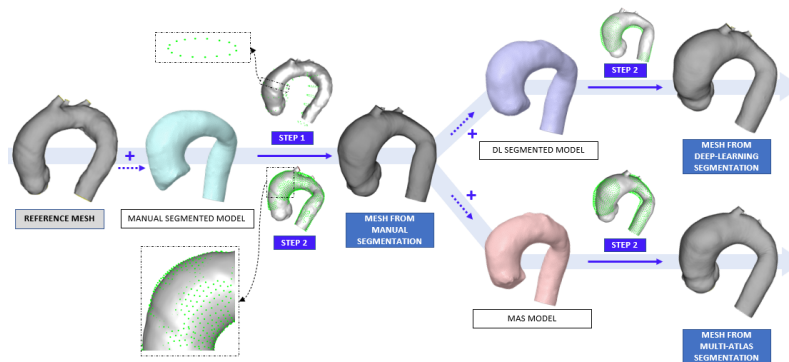 STEP 2
STEP 1
+
DL SEGMENTED MODEL
MESH FROM
DEEP-LEARNING
SEGMENTATION
+
REFERENCE MESH
MANUAL SEGMENTED MODEL
STEP 2
MESH FROM
MANUAL
SEGMENTATION
+
STEP 2
MAS MODEL
MESH FROM
MULTI-ATLAS
SEGMENTATION